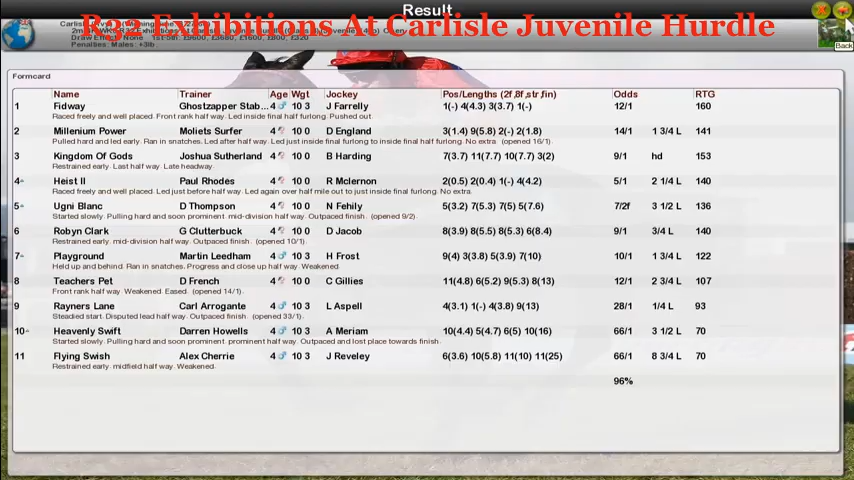 Result
R32 Exhibitions At Carlisle Juvenile Hurdle
Penalties: Males: +3lb
Back
Formcard
Name Trainer Age Wgt Jockey Pos/Lengths (2f,8f,str,fin) Odds RTG
1 Fidway Ghostzapper Stab... 4 10 3 J Farrelly 1(-) 4(4.3) 3(3.7) 1(-) 12/1 160
Raced freely and well placed. Front rank half way. Led inside final half furlong. Pushed out.
2 Millenium Power Moliets Surfer 4 10 0 D England 3(1.4) 9(5.8) 2(-) 2(1.8) 14/1 1 3/4 L 141
Pulled hard and led early. Ran in snatches. Led after half way. Led just inside final furlong to inside final half furlong. No extra. (opened 16/1)
3 Kingdom Of Gods Joshua Sutherland 4 10 0 B Harding 7(3.7) 11(7.7) 10(7.7) 3(2) 9/1 hd 153
Restrained early. Last half way. Late headway.
4 Heist II Paul Rhodes 4 10 0 R Mclernon 2(0.5) 2(0.4) 1(-) 4(4.2) 5/1 2 1/4 L 140
Raced freely and well placed. Led just before half way. Led again over half mile out to just inside final furlong. No extra.
5 Ugni Blanc D Thompson 4 10 0 N Fehily 5(3.2) 7(5.3) 7(5) 5(7.6) 7/2f 3 1/2 L 136
Started slowly. Pulling hard and soon prominent. mid-division half way. Outpaced finish. (opened 9/2)
6 Robyn Clark G Clutterbuck 4 10 0 D Jacob 8(3.9) 8(5.5) 8(5.3) 6(8.4) 9/1 3/4 L 140
Restrained early. mid-division half way. Outpaced finish. (opened 10/1)
7 Playground Martin Leedham 4 10 3 H Frost 9(4) 3(3.8) 5(3.9) 7(10) 10/1 1 3/4 L 122
Held up and behind. Ran in snatches. Progress and close up half way. Weakened.
8 Teachers Pet D French 4 10 0 C Gillies 11(4.8) 6(5.2) 9(5.3) 8(13) 12/1 2 3/4 L 107
Front rank half way. Weakened. Eased. (opened 14/1)
9 Rayners Lane Carl Arrogante 4 10 3 L Aspell 4(3.1) 1(-) 4(3.8) 9(13) 28/1 1/4 L 93
Steadied start. Disputed lead half way. Outpaced finish. (opened 33/1)
10 Heavenly Swift Darren Howells 4 10 3 A Meriam 10(4.4) 5(4.7) 6(5) 10(16) 66/1 3 1/2 L 70
Started slowly. Pulling hard and soon prominent. prominent half way. Outpaced and lost place towards finish.
11 Flying Swish Alex Cherrie 4 10 3 J Reveley 6(3.6) 10(5.8) 11(10) 11(25) 66/1 8 3/4 L 70
Restrained early. midfield half way. Weakened.
96%